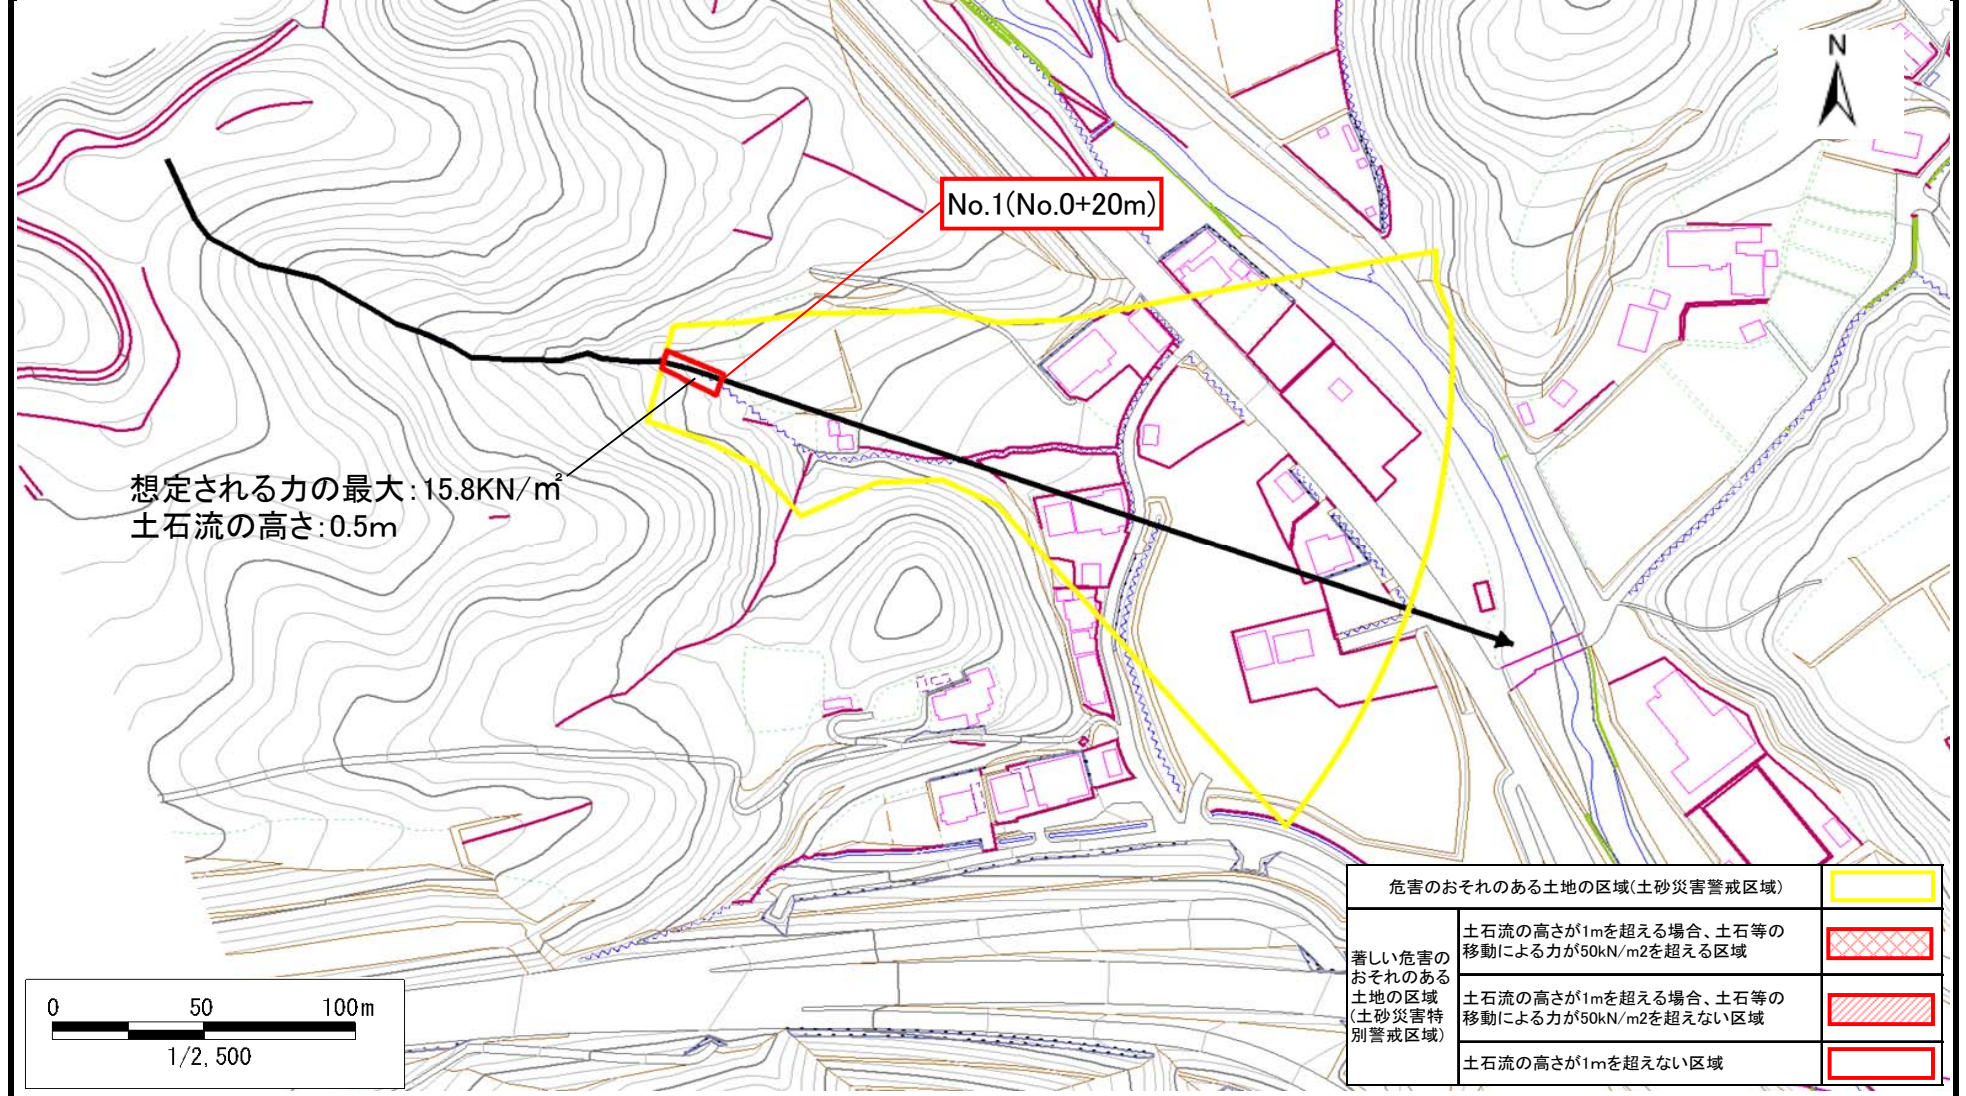 N
No.1(No.0+20m)
想定される力の最大:15.8KN/㎡
土石流の高さ:0.5m
危害のおそれのある土地の区域(土砂災害警戒区域)
著しい危害の
おそれのある
土地の区域
(土砂災害特
別警戒区域)
土石流の高さが1mを超える場合、土石等の
移動による力が50kN/m2を超える区域
土石流の高さが1mを超える場合、土石等の
移動による力が50kN/m2を超えない区域
土石流の高さが1mを超えない区域
0 50 100m
1/2,500